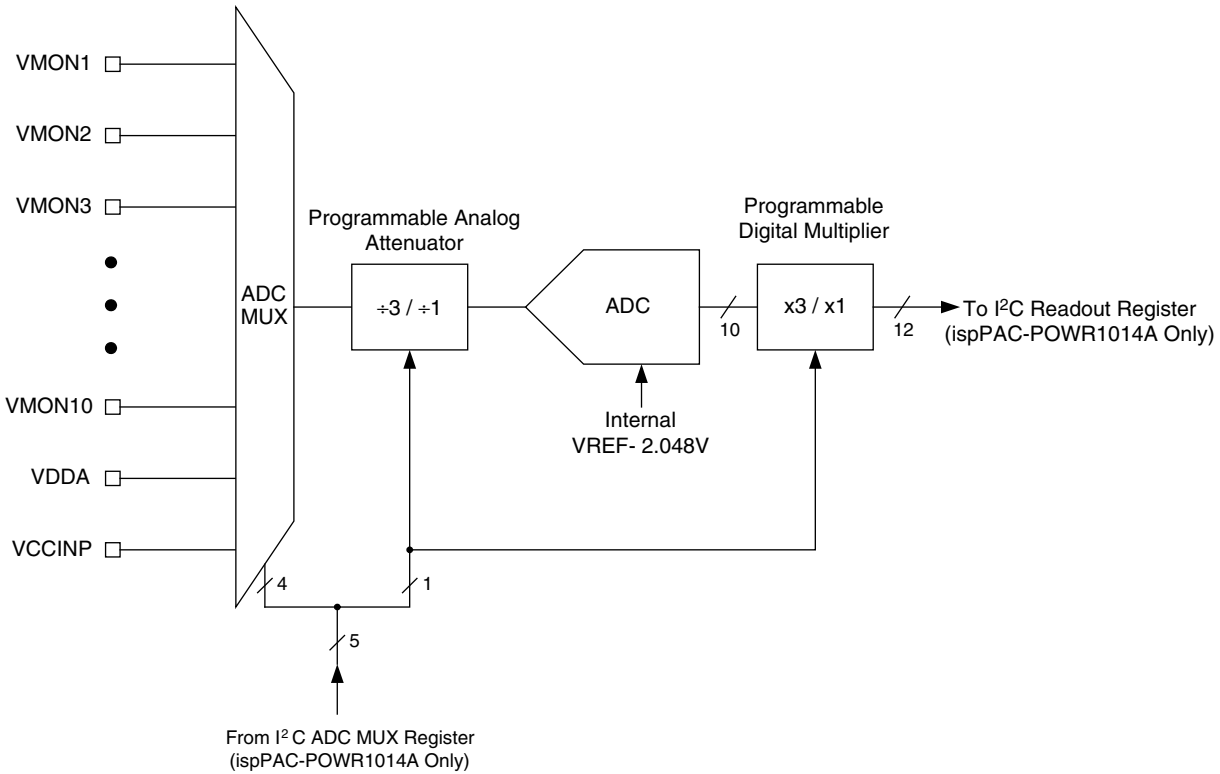 VMON1
VMON2
VMON3
VMON10
VDDA
VCCINP
ADC
MUX
Programmable Analog
Attenuator
÷3 / ÷1
ADC
10
Internal
VREF- 2.048V
Programmable
Digital Multiplier
x3 / x1
12
To I²C Readout Register
(ispPAC-POWR1014A Only)
4
1
5
From I² C ADC MUX Register
(ispPAC-POWR1014A Only)